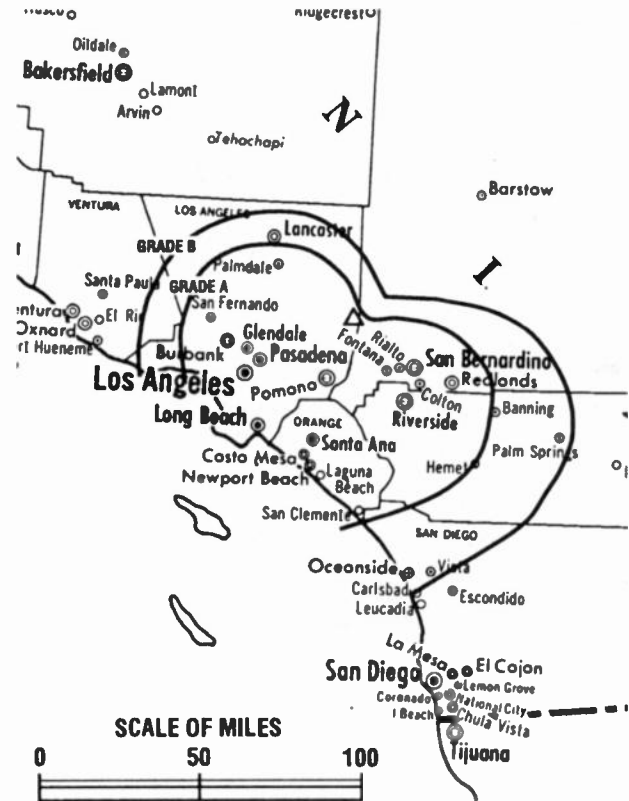 Ridgecrest
Oildale
Bakersfield
Lamont
Arvin
Tehachapi
N
Barstow
I
VENTURA
LOS ANGELES
GRADE B
Lancaster
Palmdale
GRADE A
Santa Paula
San Fernando
El Rio
Oxnard
Glendale
Burbank
Pasadena
Los Angeles
Pomona
Fontana
Rialto
San Bernardino
Redlands
Colton
Riverside
Banning
Long Beach
ORANGE
Santa Ana
Palm Springs
Costa Mesa
Newport Beach
Laguna
Beach
Hemet
San Clemente
SAN DIEGO
Oceanside
Vista
Carlsbad
Leucadia
Escondido
La Mesa
El Cajon
San Diego
Lemon Grove
Coronado
National City
I Beach
Chula Vista
Tijuana
SCALE OF MILES
0 50 100